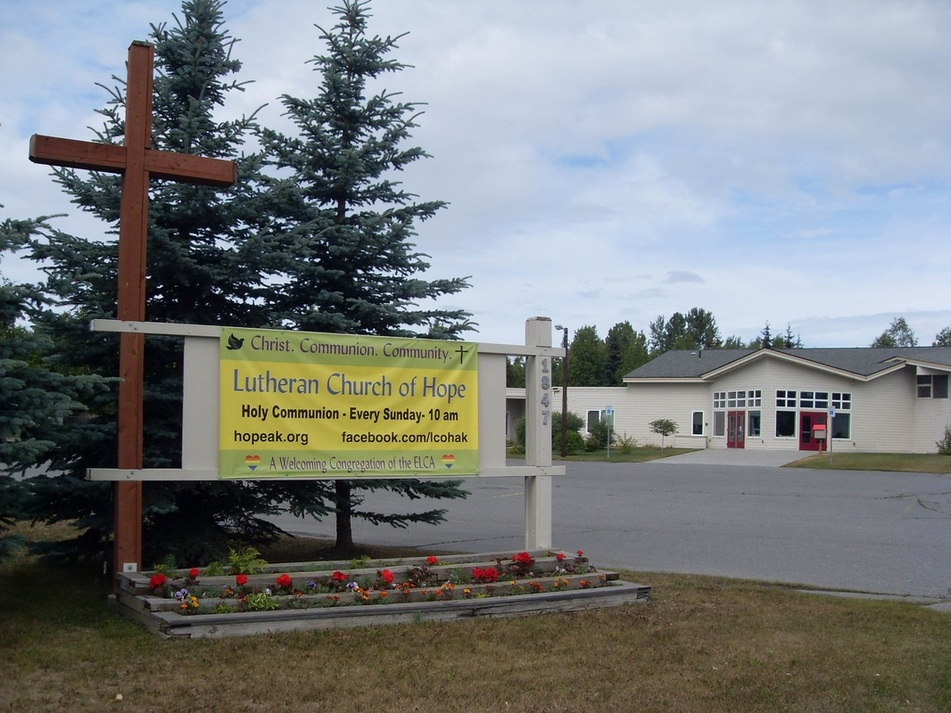 Christ. Communion. Community.
Lutheran Church of Hope
Holy Communion - Every Sunday- 10 am
hopeak.org facebook.com/lcohak
A Welcoming Congregation of the ELCA
1847